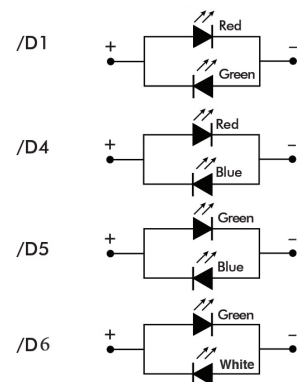 /D1
+
Red
Green
−
/D4
+
Red
Blue
−
/D5
+
Green
Blue
−
/D6
+
Green
White
−